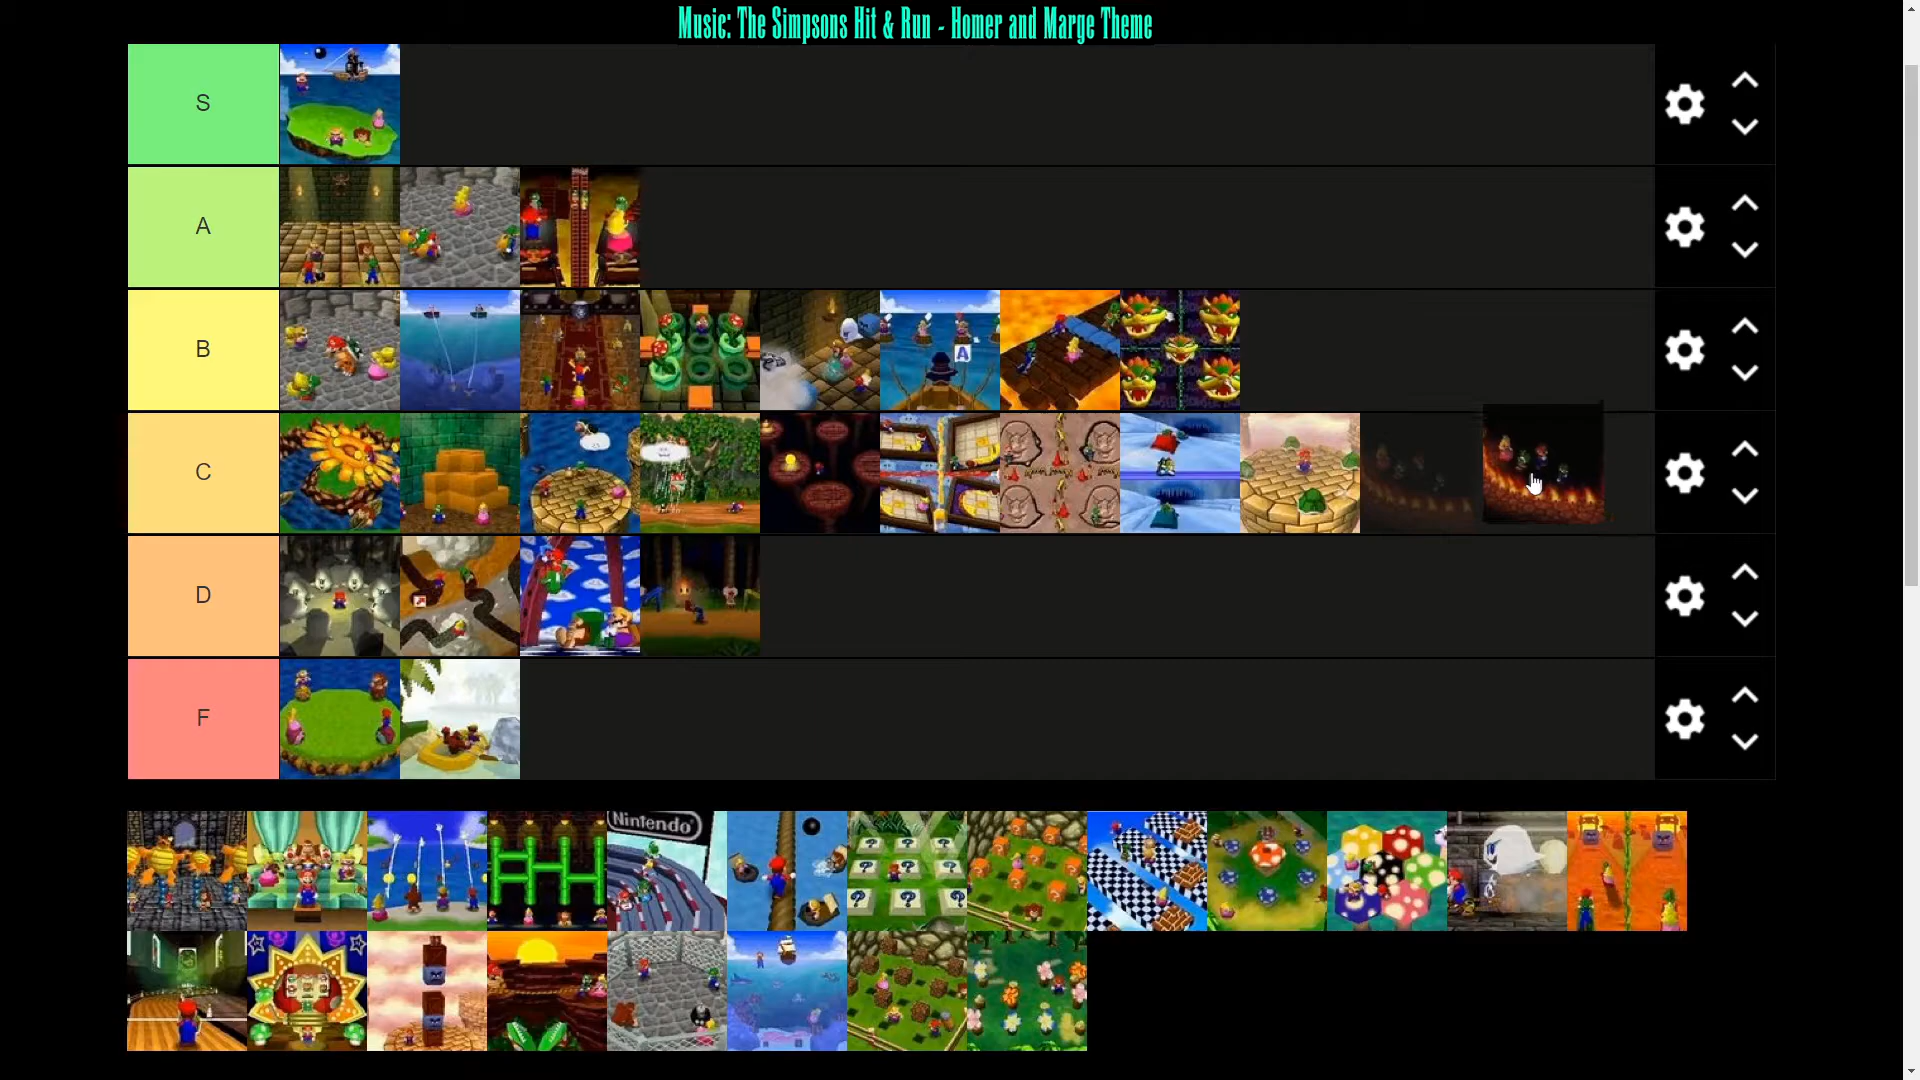 Music: The Simpsons Hit & Run - Homer and Marge Theme
S
A
A
B
C
D
F
Nintendo
? ? ?
? ?
? ? ?